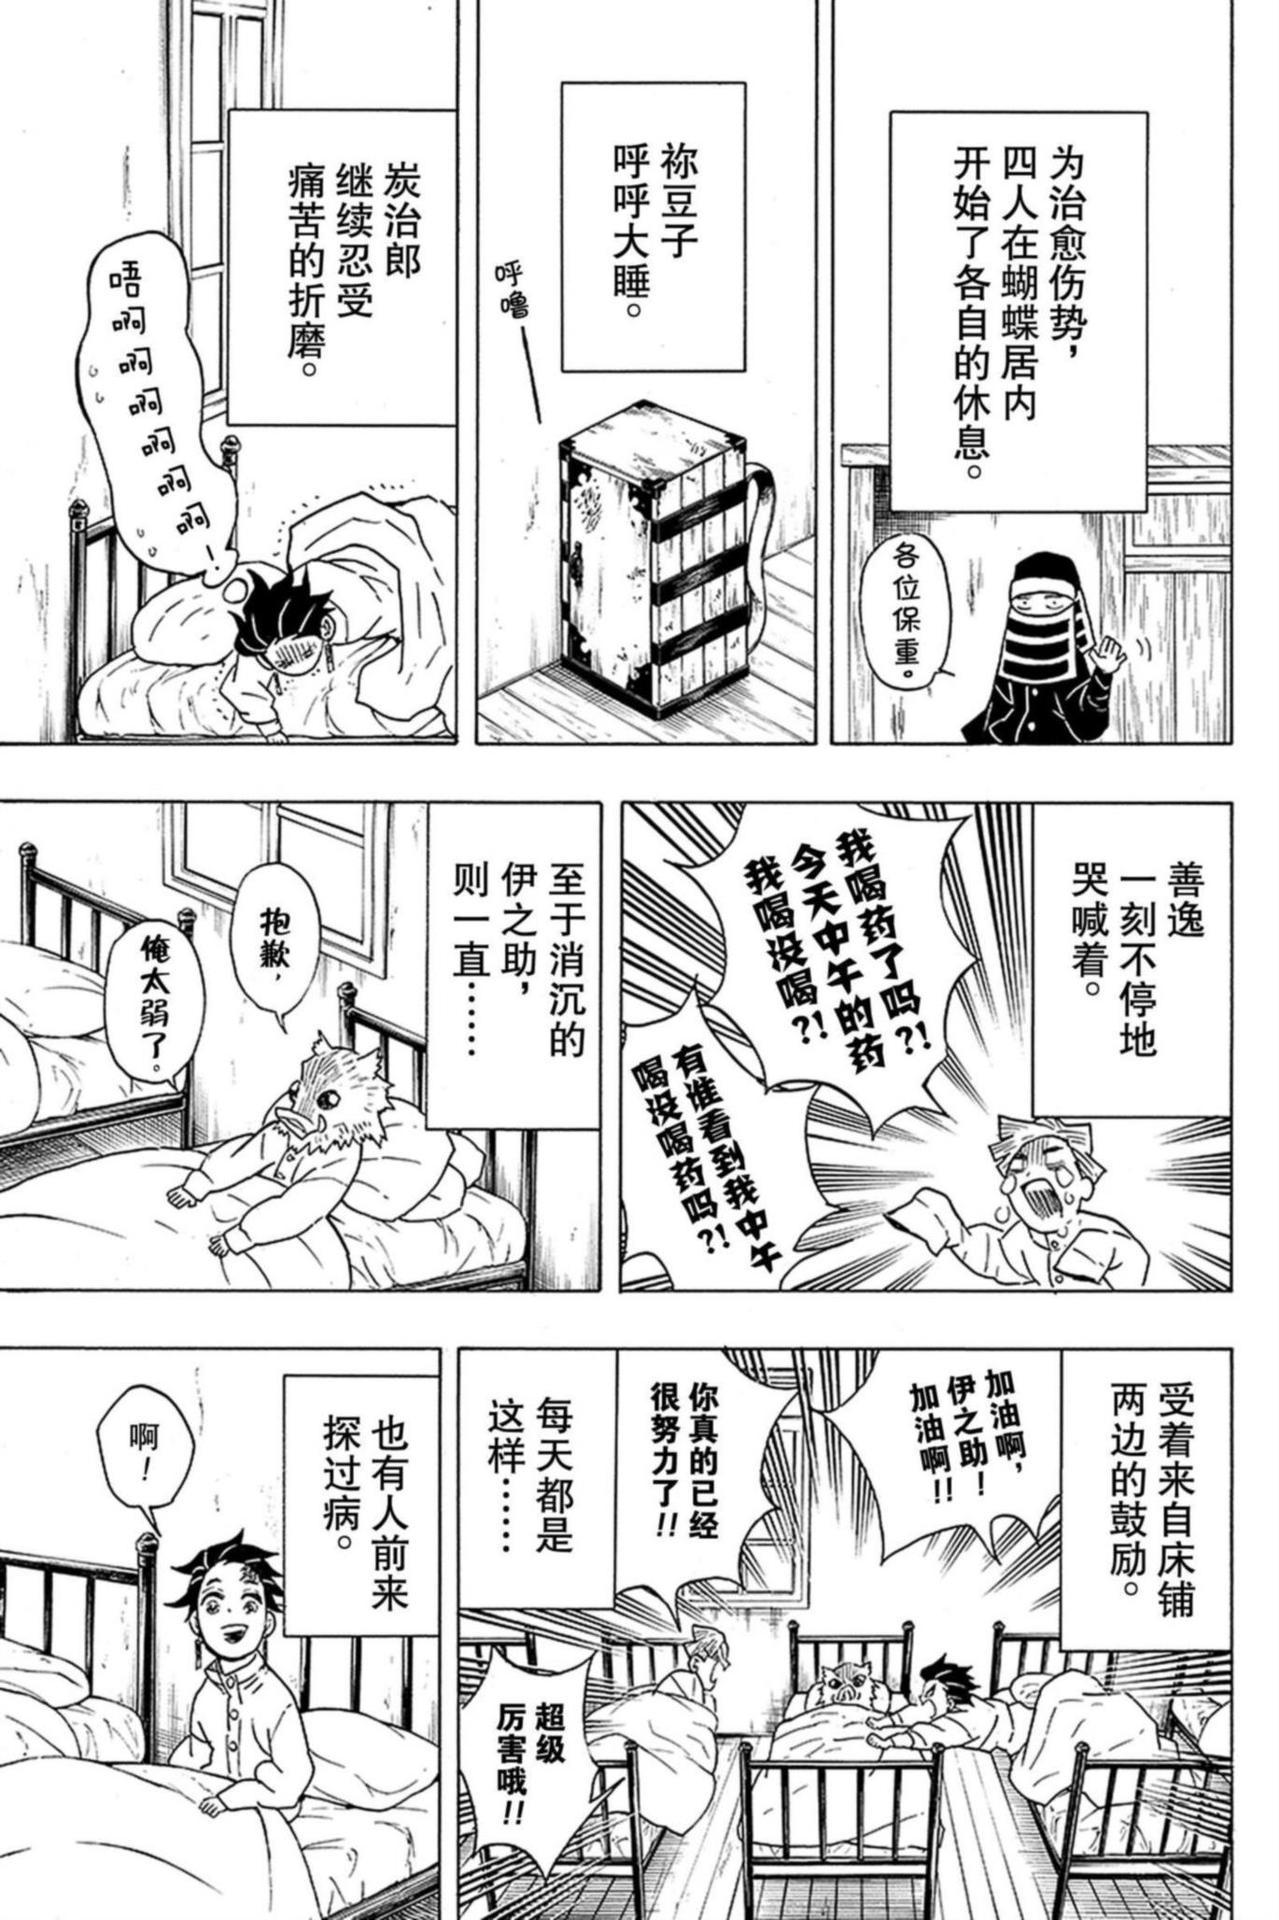 为治愈伤势，
四人在蝴蝶居内
开始了各自的休息。
各位保重。
祢豆子
呼呼大睡。
呼噜
炭治郎
继续忍受
痛苦的折磨。
唔啊啊啊啊啊啊—
善逸
一刻不停地
哭喊着。
我喝药了吗?!
今天中午的药
我喝没喝?!
有谁看到我中午
喝没喝药吗?!
至于消沉的
伊之助，
则一直……
抱歉，
俺太弱了。
受着来自床铺
两边的鼓励。
加油啊，
伊之助！
加油啊!!
你真的已经
很努力了!!
超级
厉害哦!!
每天都是
这样……
也有人前来
探过病。
啊！